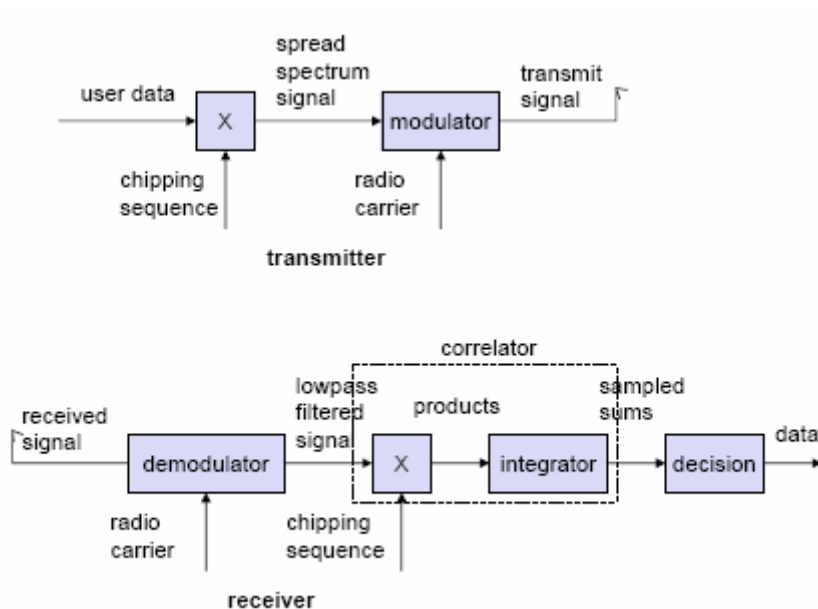 spread
spectrum
signal
transmit
signal
user data
X
modulator
chipping
sequence
radio
carrier
transmitter
correlator
lowpass
filtered
signal
products
sampled
sums
received
signal
data
demodulator
X
integrator
decision
radio
carrier
chipping
sequence
receiver